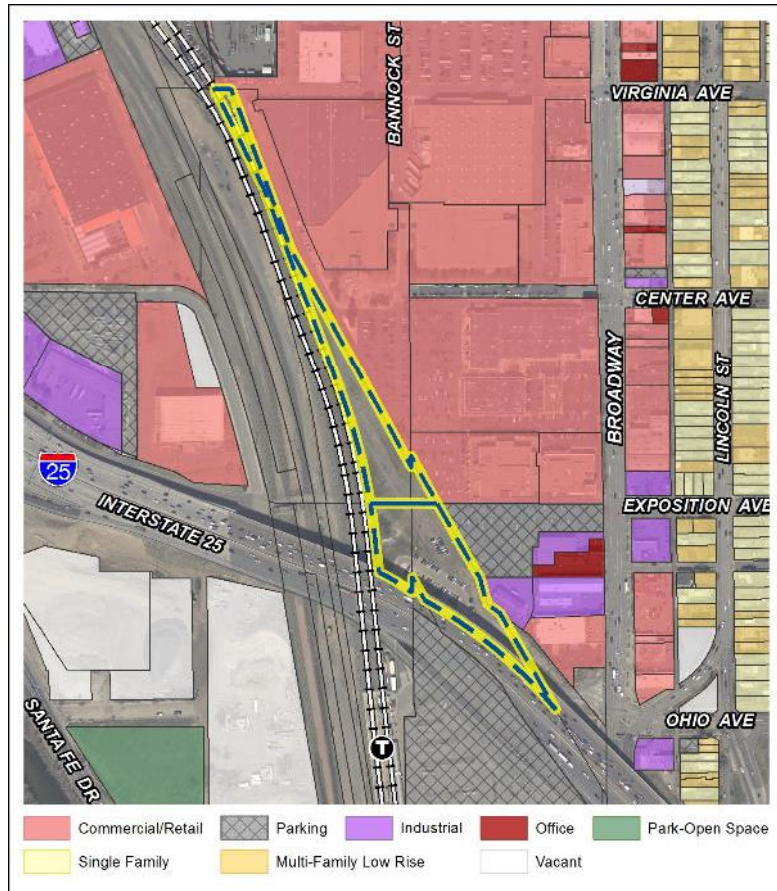 BANNOCK ST
VIRGINIA AVE
CENTER AVE
BROADWAY
LINCOLN ST
25
INTERSTATE 25
EXPOSITION AVE
SANTA FE DR
T
OHIO AVE
Commercial/Retail Parking Industrial Office Park-Open Space
Single Family Multi-Family Low Rise Vacant